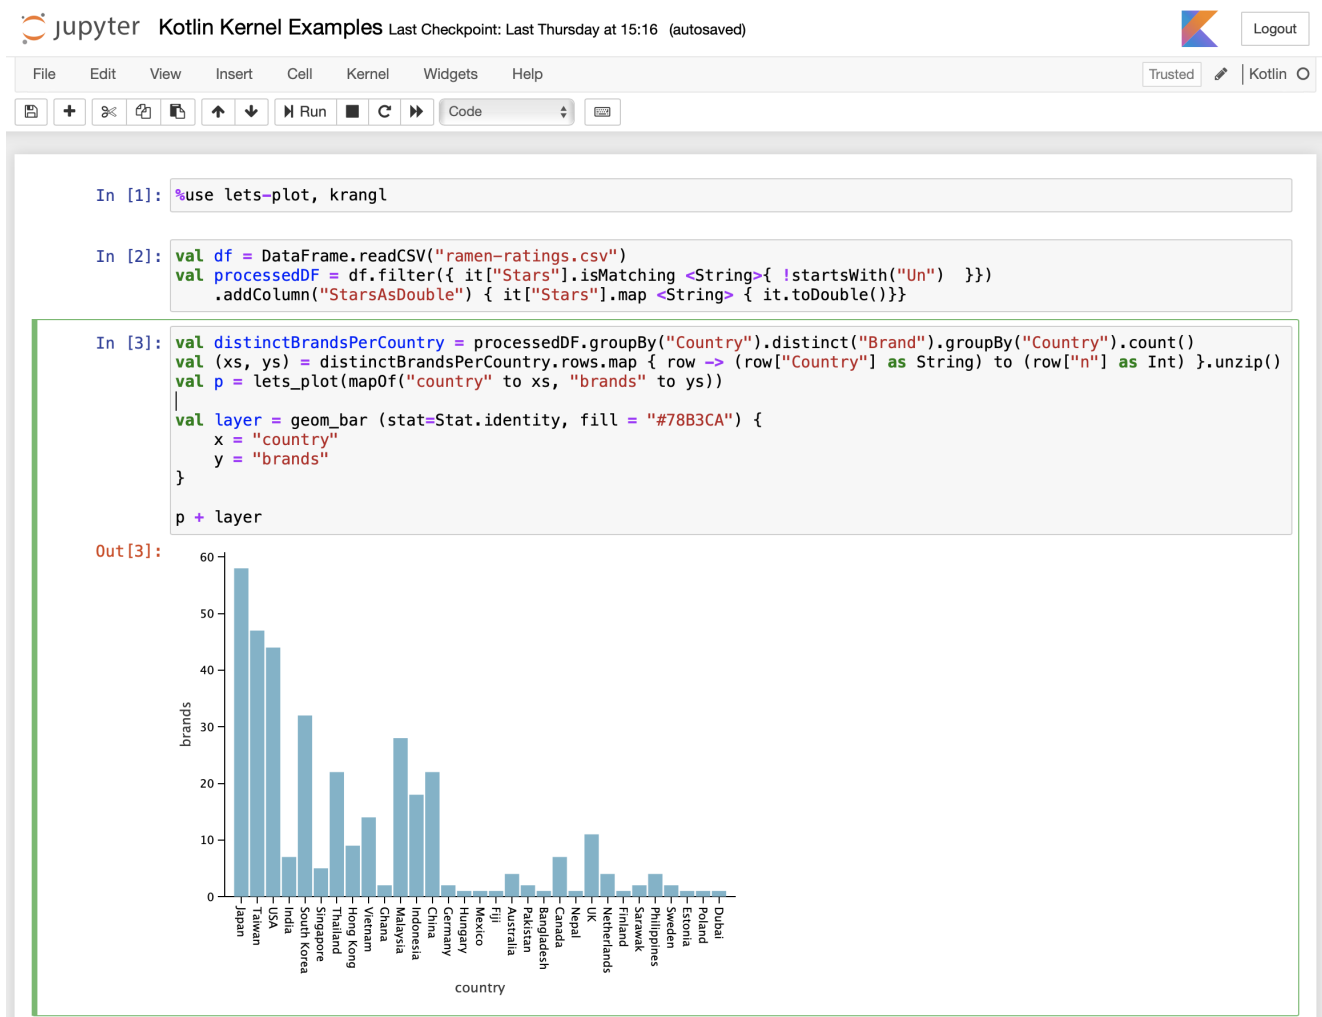 jupyter Kotlin Kernel Examples Last Checkpoint: Last Thursday at 15:16 (autosaved) Logout
File Edit View Insert Cell Kernel Widgets Help Trusted Kotlin
Run Code
In [1]: %use lets-plot, krangl
In [2]: val df = DataFrame.readCSV("ramen-ratings.csv")
val processedDF = df.filter({ it["Stars"].isMatching <String>{ !startsWith("Un")  }})
.addColumn("StarsAsDouble") { it["Stars"].map <String> { it.toDouble()}}
In [3]: val distinctBrandsPerCountry = processedDF.groupBy("Country").distinct("Brand").groupBy("Country").count()
val (xs, ys) = distinctBrandsPerCountry.rows.map { row -> (row["Country"] as String) to (row["n"] as Int) }.unzip()
val p = lets_plot(mapOf("country" to xs, "brands" to ys))
val layer = geom_bar (stat=Stat.identity, fill = "#78B3CA") {
x = "country"
y = "brands"
}
p + layer
Out[3]:
60
50
40
30
20
10
0
brands
Japan
Taiwan
USA
India
South Korea
Singapore
Thailand
Hong Kong
Vietnam
Ghana
Malaysia
Indonesia
China
Germany
Hungary
Mexico
Fiji
Australia
Pakistan
Bangladesh
Canada
Nepal
UK
Netherlands
Finland
Sarawak
Philippines
Sweden
Estonia
Poland
Dubai
country